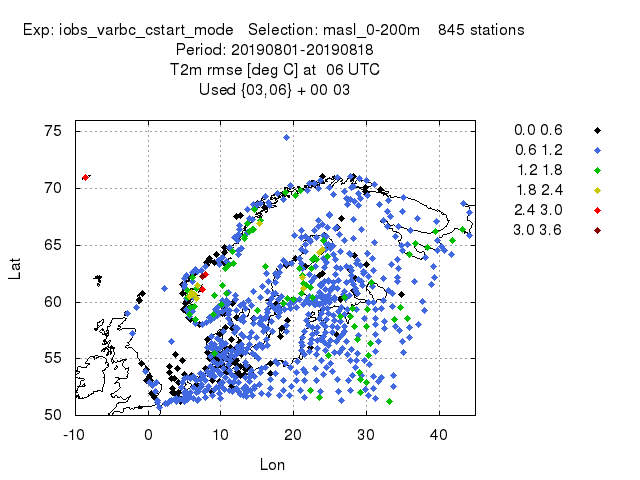 Exp: iobs_varbc_cstart_mode   Selection: masl_0-200m    845 stations
Period: 20190801-20190818
T2m rmse [deg C] at  06 UTC
Used {03,06} + 00 03
75
70
65
60
55
50
Lat
-10 0 10 20 30 40
Lon
0.0 0.6
0.6 1.2
1.2 1.8
1.8 2.4
2.4 3.0
3.0 3.6